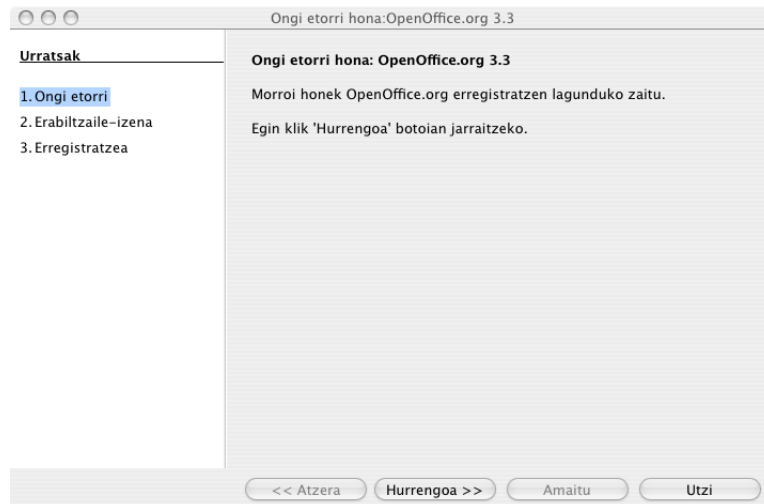 Ongi etorri hona:OpenOffice.org 3.3
Urratsak
1. Ongi etorri
2. Erabiltzaile-izena
3. Erregistratzea
Ongi etorri hona: OpenOffice.org 3.3
Morroi honek OpenOffice.org erregistratzen lagunduko zaitu.
Egin klik 'Hurrengoa' botoian jarraitzeko.
<< Atzera
Hurrengoa >>
Amaitu
Utzi